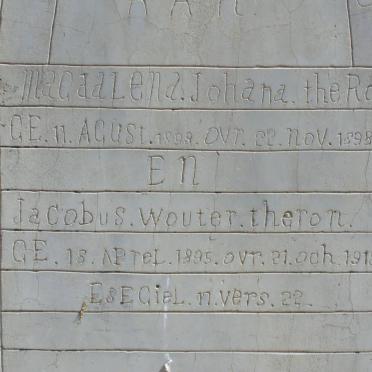 MaGdaLeNa. Johana. theRo
GE. 11. AGUSt. 1898. OVR. 22. NOV. 1898
EN
JaCobus. Wouter. theron.
GE. 18. APReL. 1895. OVR. 21. Och. 191
ESEGieL. 11. VeRs. 22